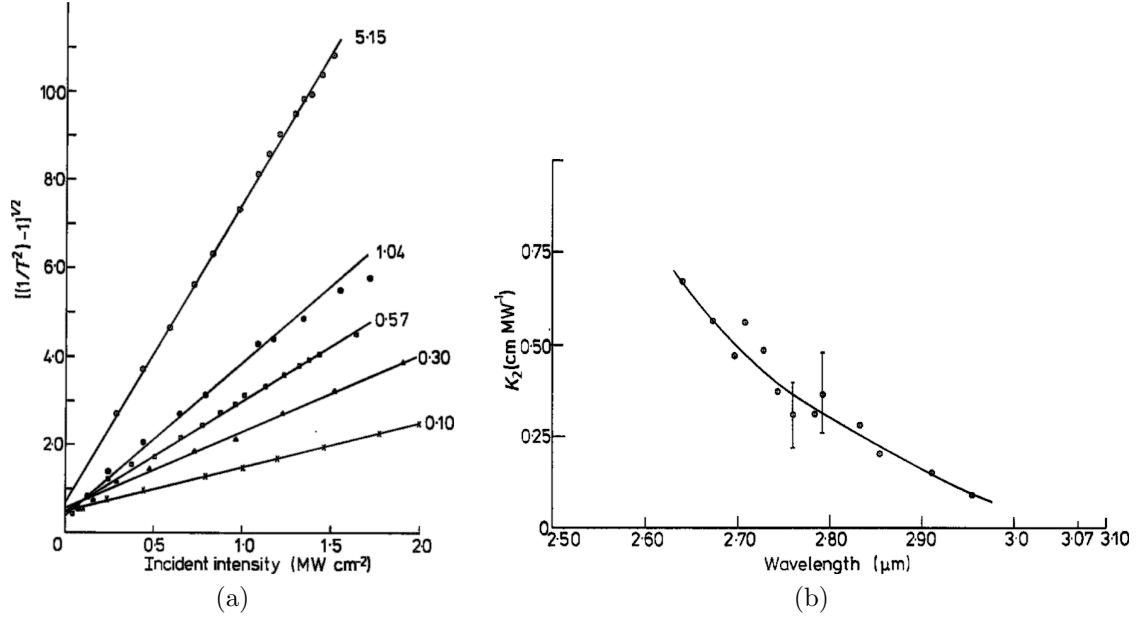 [(1/T²) −1]^1/2
10·0
8·0
6·0
4·0
2·0
5·15
1·04
0·57
0·30
0·10
0 0·5 1·0 1·5 2·0
Incident intensity (MW cm⁻²)
(a)
K₂(cm MW⁻¹)
0·75
0·50
0·25
0
2·50 2·60 2·70 2·80 2·90 3·0 3·07 3·10
Wavelength (μm)
(b)